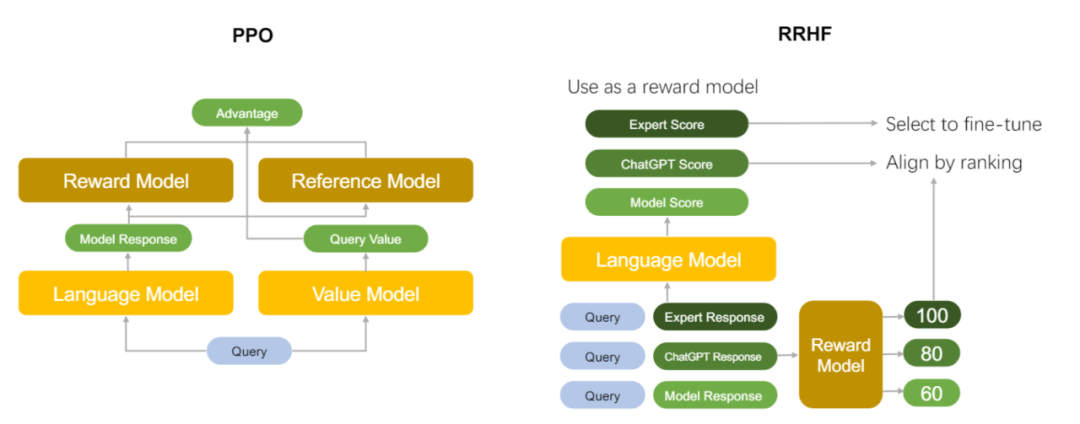 PPO
Advantage
Reward Model
Reference Model
Model Response
Query Value
Language Model
Value Model
Query
RRHF
Use as a reward model
Expert Score
Select to fine-tune
ChatGPT Score
Align by ranking
Model Score
Language Model
Query
Expert Response
100
Query
ChatGPT Response
Reward
Model
80
Query
Model Response
60